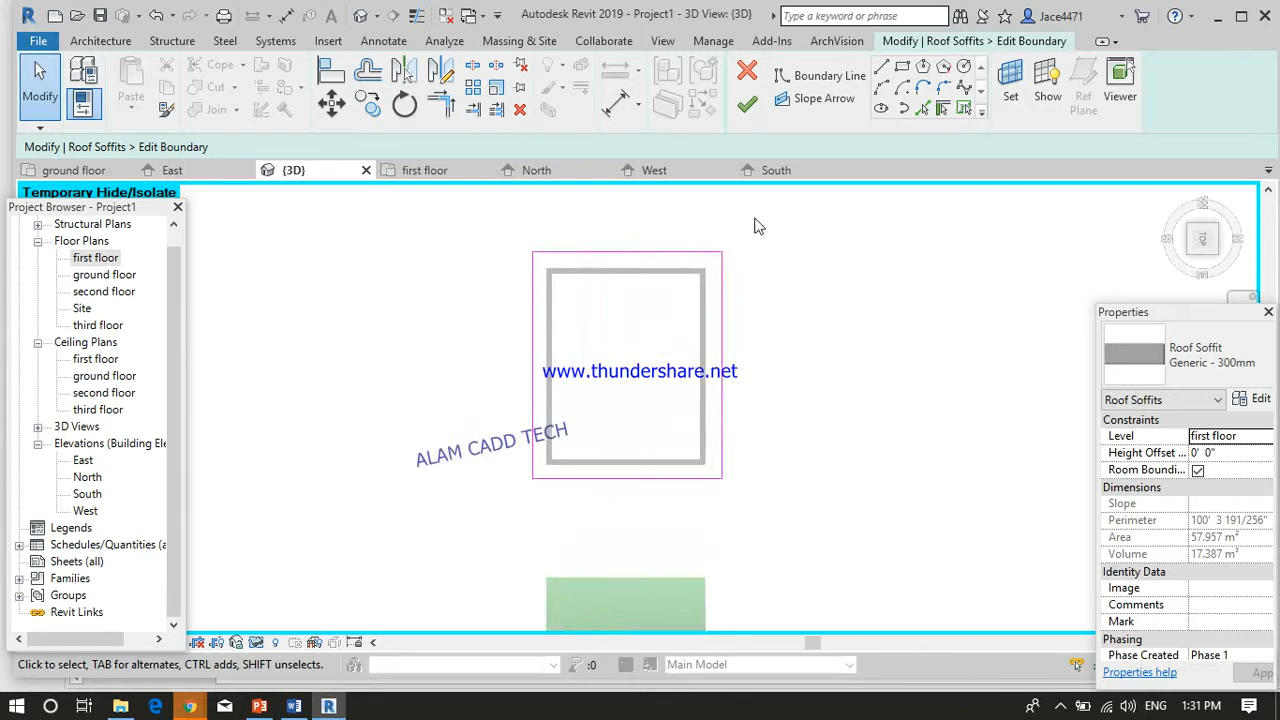 Autodesk Revit 2019 - Project1 - 3D View: {3D}
Type a keyword or phrase
Jace4471
File Architecture Structure Steel Systems Insert Annotate Analyze Massing & Site Collaborate View Manage Add-Ins ArchVision Modify | Roof Soffits > Edit Boundary
Modify
Paste
Cope
Cut
Join
Boundary Line
Slope Arrow
Set
Show
Ref
Plane
Viewer
Modify | Roof Soffits > Edit Boundary
ground floor East {3D} first floor North West South
Temporary Hide/Isolate
Project Browser - Project1
Structural Plans
Floor Plans
first floor
ground floor
second floor
Site
third floor
Ceiling Plans
first floor
ground floor
second floor
third floor
3D Views
Elevations (Building Ele
East
North
South
West
Legends
Schedules/Quantities (a
Sheets (all)
Families
Groups
Revit Links
www.thundershare.net
ALAM CADD TECH
TOP
Properties
Roof Soffit
Generic - 300mm
Roof Soffits
Edit
Constraints
Level first floor
Height Offset ... 0' 0"
Room Boundi...
Dimensions
Slope
Perimeter 100' 3 191/256"
Area 57.957 m²
Volume 17.387 m³
Identity Data
Image
Comments
Mark
Phasing
Phase Created Phase 1
Properties help
App
Click to select, TAB for alternates, CTRL adds, SHIFT unselects.
:0
Main Model
ENG 1:31 PM